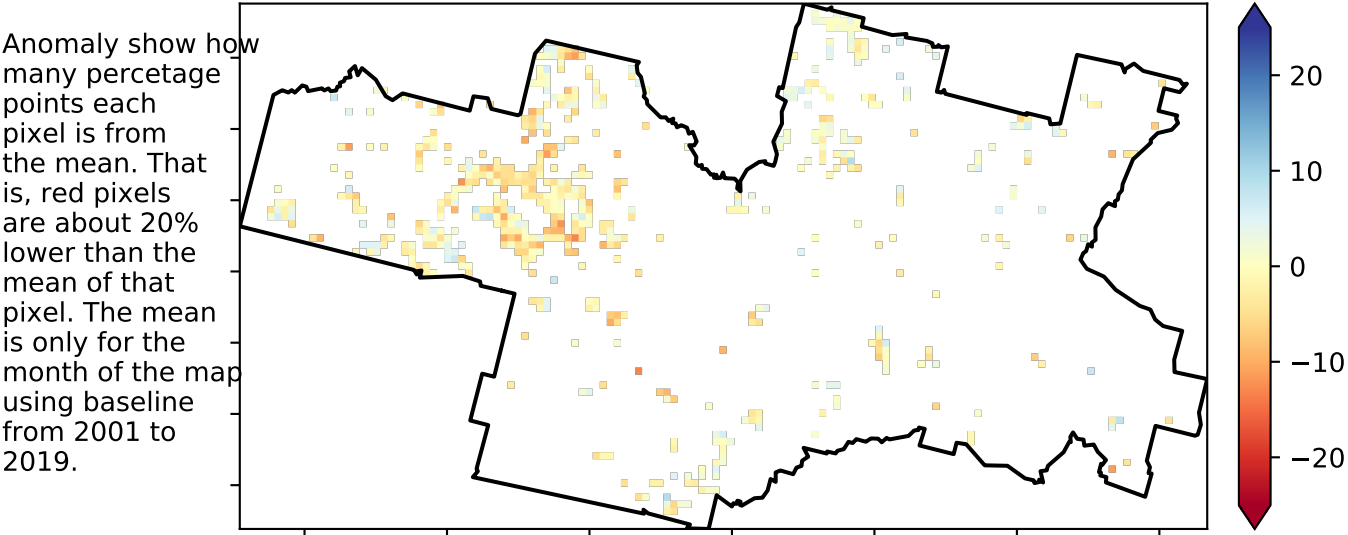 Anomaly show how
many percetage
points each
pixel is from
the mean. That
is, red pixels
are about 20%
lower than the
mean of that
pixel. The mean
is only for the
month of the map
using baseline
from 2001 to
2019.
20
10
0
−10
−20